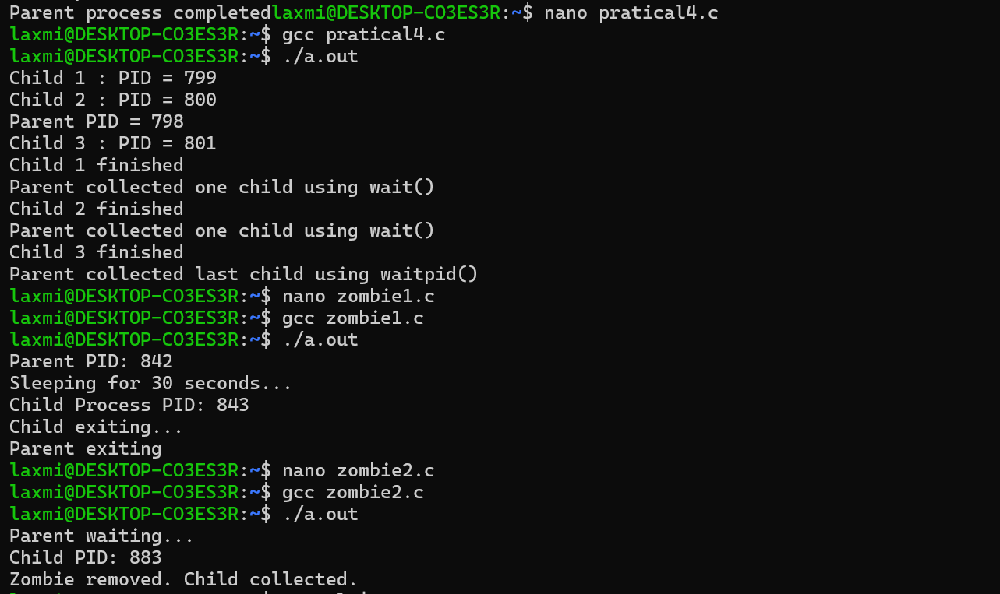 Parent process completedlaxmi@DESKTOP-CO3ES3R:~$ nano pratical4.c
laxmi@DESKTOP-CO3ES3R:~$ gcc pratical4.c
laxmi@DESKTOP-CO3ES3R:~$ ./a.out
Child 1 : PID = 799
Child 2 : PID = 800
Parent PID = 798
Child 3 : PID = 801
Child 1 finished
Parent collected one child using wait()
Child 2 finished
Parent collected one child using wait()
Child 3 finished
Parent collected last child using waitpid()
laxmi@DESKTOP-CO3ES3R:~$ nano zombie1.c
laxmi@DESKTOP-CO3ES3R:~$ gcc zombie1.c
laxmi@DESKTOP-CO3ES3R:~$ ./a.out
Parent PID: 842
Sleeping for 30 seconds...
Child Process PID: 843
Child exiting...
Parent exiting
laxmi@DESKTOP-CO3ES3R:~$ nano zombie2.c
laxmi@DESKTOP-CO3ES3R:~$ gcc zombie2.c
laxmi@DESKTOP-CO3ES3R:~$ ./a.out
Parent waiting...
Child PID: 883
Zombie removed. Child collected.